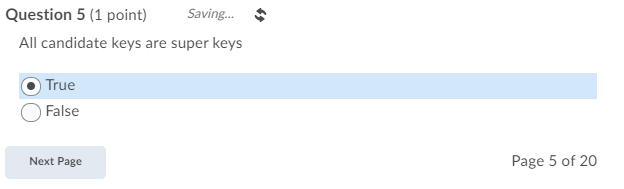 Question 5 (1 point) Saving...
All candidate keys are super keys
True
False
Next Page Page 5 of 20